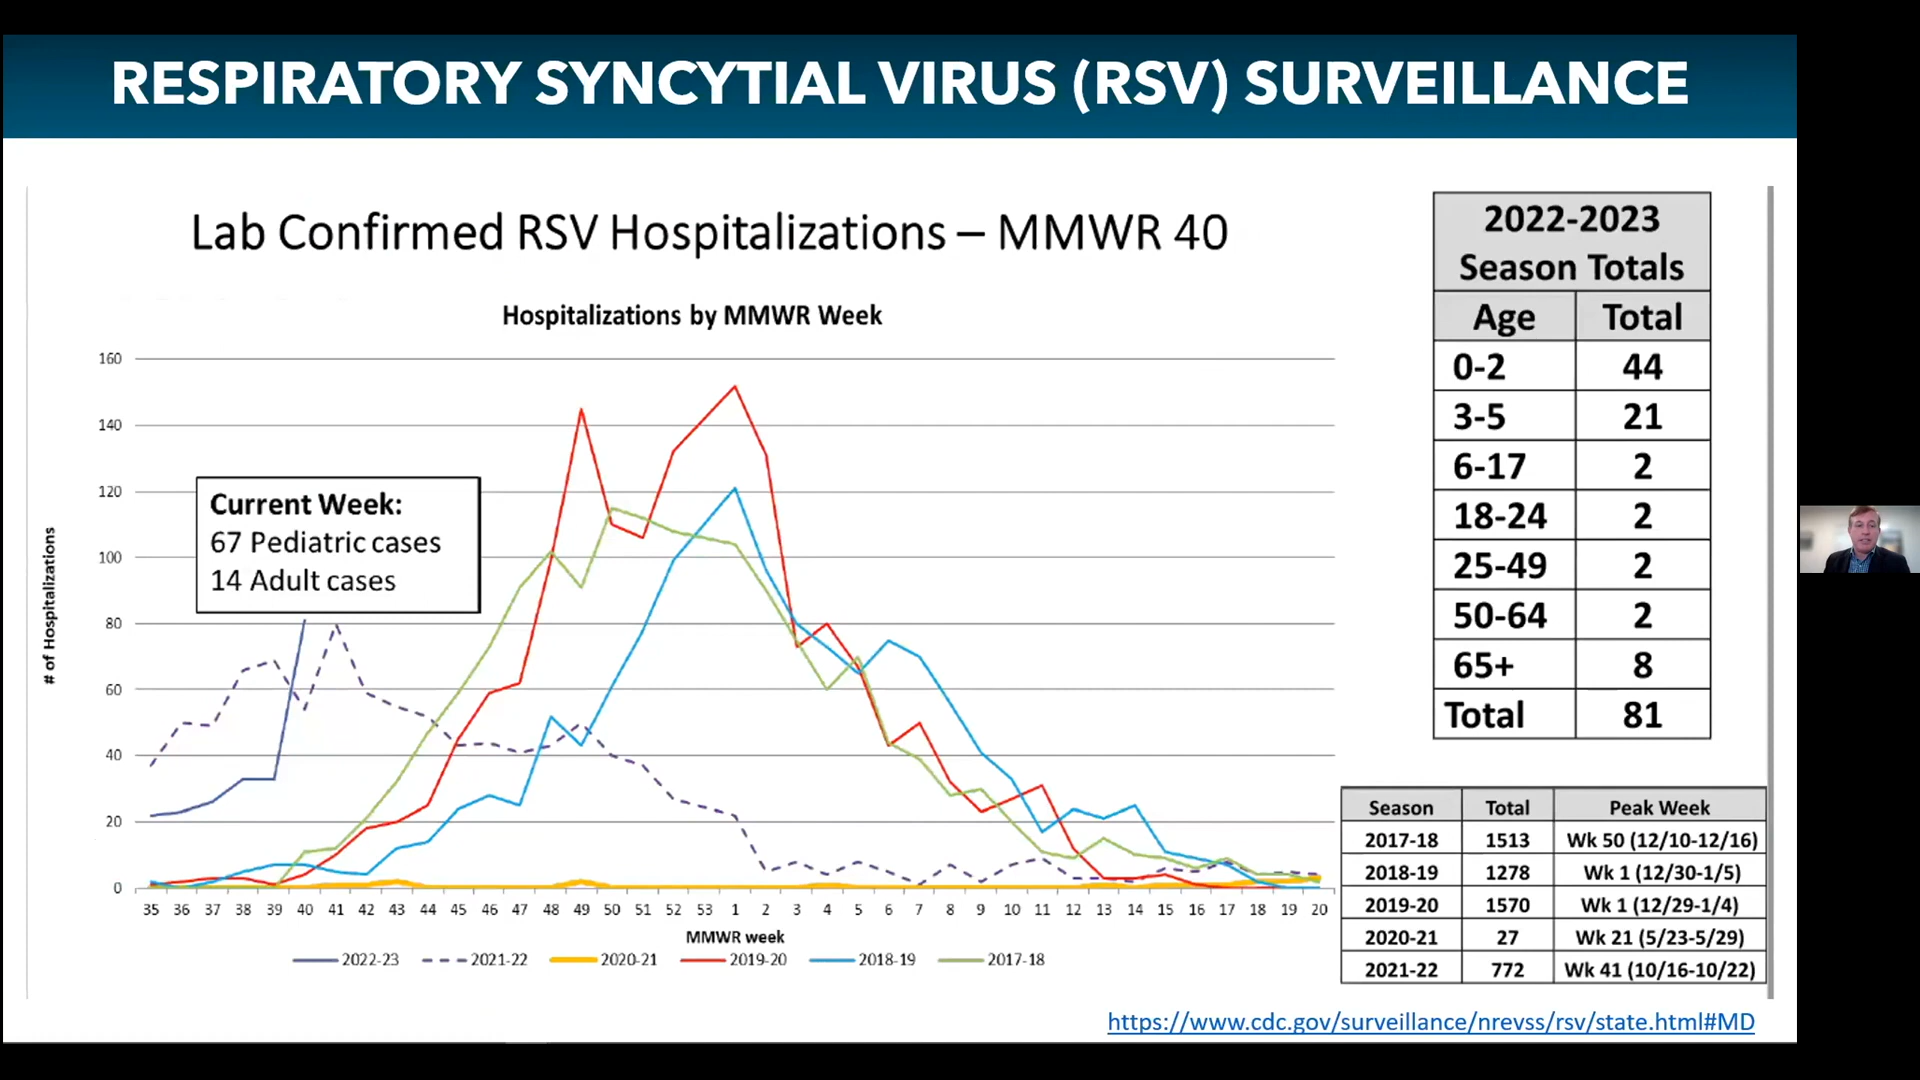 RESPIRATORY SYNCYTIAL VIRUS (RSV) SURVEILLANCE
Lab Confirmed RSV Hospitalizations – MMWR 40
Hospitalizations by MMWR Week
# of Hospitalizations
160
140
120
100
80
60
40
20
0
Current Week:
67 Pediatric cases
14 Adult cases
35 36 37 38 39 40 41 42 43 44 45 46 47 48 49 50 51 52 53 1 2 3 4 5 6 7 8 9 10 11 12 13 14 15 16 17 18 19 20
MMWR week
2022-23 2021-22 2020-21 2019-20 2018-19 2017-18
2022-2023
Season Totals
Age Total
0-2 44
3-5 21
6-17 2
18-24 2
25-49 2
50-64 2
65+ 8
Total 81
Season Total Peak Week
2017-18 1513 Wk 50 (12/10-12/16)
2018-19 1278 Wk 1 (12/30-1/5)
2019-20 1570 Wk 1 (12/29-1/4)
2020-21 27 Wk 21 (5/23-5/29)
2021-22 772 Wk 41 (10/16-10/22)
https://www.cdc.gov/surveillance/nrevss/rsv/state.html#MD